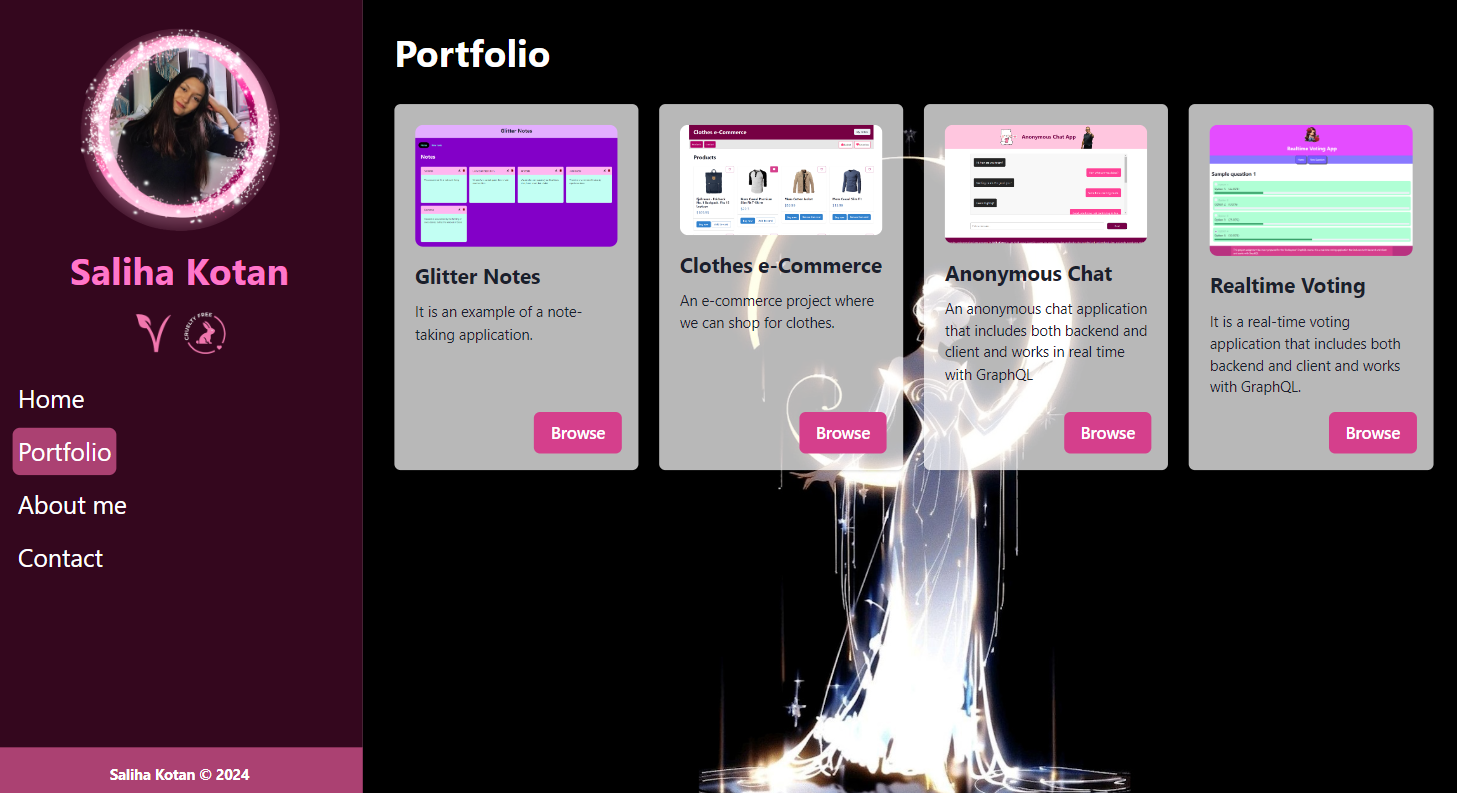 Saliha Kotan
CRUELTY FREE
Home
Portfolio
About me
Contact
Saliha Kotan © 2024
Portfolio
Glitter Notes
Notes
Glitter Notes
It is an example of a note-
taking application.
Browse
Clothes e-Commerce
Products
Clothes e-Commerce
An e-commerce project where
we can shop for clothes.
Browse
Anonymous Chat App
Anonymous Chat
An anonymous chat application
that includes both backend and
client and works in real time
with GraphQL
Browse
Realtime Voting App
Sample question 1
Realtime Voting
It is a real-time voting
application that includes both
backend and client and works
with GraphQL.
Browse